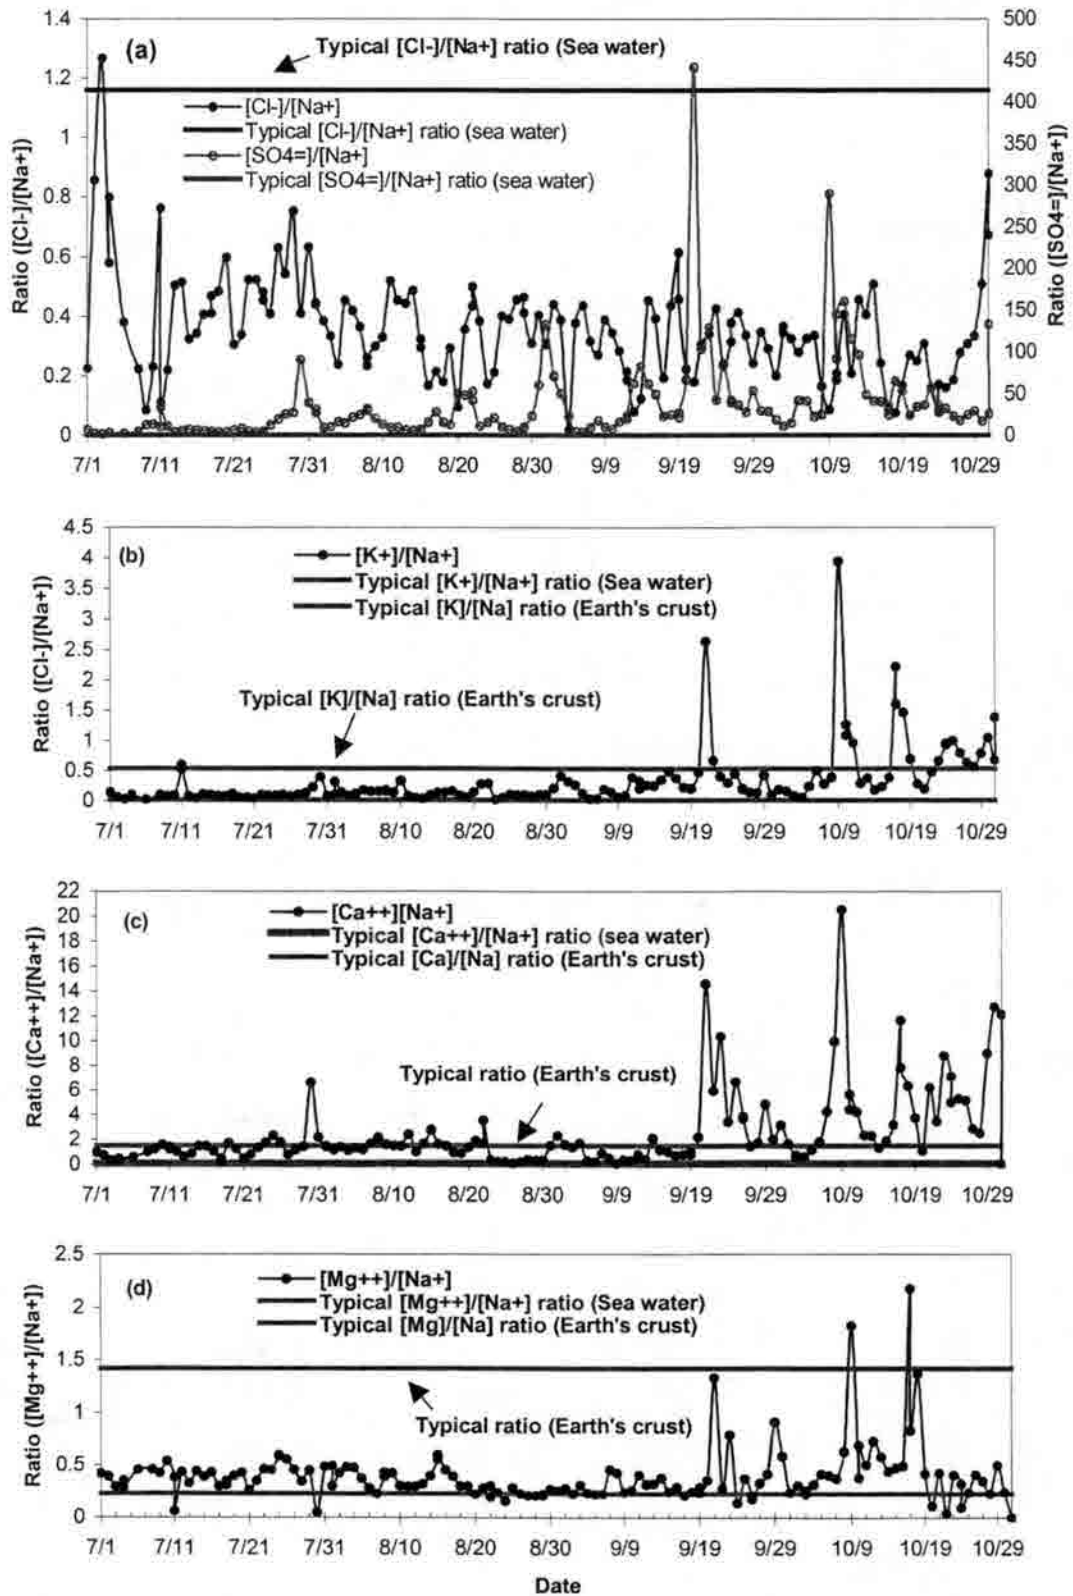 (a)
Typical [Cl-]/[Na+] ratio (Sea water)
[Cl-]/[Na+]
Typical [Cl-]/[Na+] ratio (sea water)
[SO4=]/[Na+]
Typical [SO4=]/[Na+] ratio (sea water)
Ratio ([Cl-]/[Na+])
1.4
1.2
1
0.8
0.6
0.4
0.2
0
500
450
400
350
300
250
200
150
100
50
0
Ratio ([SO4=]/[Na+])
7/1 7/11 7/21 7/31 8/10 8/20 8/30 9/9 9/19 9/29 10/9 10/19 10/29
(b)
[K+]/[Na+]
Typical [K+]/[Na+] ratio (Sea water)
Typical [K]/[Na] ratio (Earth's crust)
Typical [K]/[Na] ratio (Earth's crust)
Ratio ([Cl-]/[Na+])
4.5
4
3.5
3
2.5
2
1.5
1
0.5
0
7/1 7/11 7/21 7/31 8/10 8/20 8/30 9/9 9/19 9/29 10/9 10/19 10/29
(c)
[Ca++][Na+]
Typical [Ca++]/[Na+] ratio (sea water)
Typical [Ca]/[Na] ratio (Earth's crust)
Typical ratio (Earth's crust)
Ratio ([Ca++]/[Na+])
22
20
18
16
14
12
10
8
6
4
2
0
7/1 7/11 7/21 7/31 8/10 8/20 8/30 9/9 9/19 9/29 10/9 10/19 10/29
(d)
[Mg++]/[Na+]
Typical [Mg++]/[Na+] ratio (Sea water)
Typical [Mg]/[Na] ratio (Earth's crust)
Typical ratio (Earth's crust)
Ratio ([Mg++]/[Na+])
2.5
2
1.5
1
0.5
0
7/1 7/11 7/21 7/31 8/10 8/20 8/30 9/9 9/19 9/29 10/9 10/19 10/29
Date